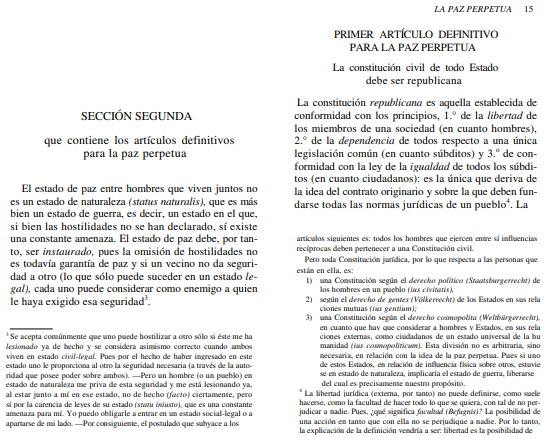 SECCIÓN SEGUNDA
que contiene los artículos definitivos
para la paz perpetua
El estado de paz entre hombres que viven juntos no
es un estado de naturaleza (status naturalis), que es más
bien un estado de guerra, es decir, un estado en el que,
si bien las hostilidades no se han declarado, sí existe
una constante amenaza. El estado de paz debe, por tan-
to, ser instaurado, pues la omisión de hostilidades no
es todavía garantía de paz y si un vecino no da seguri-
dad a otro (lo que sólo puede suceder en un estado le-
gal), cada uno puede considerar como enemigo a quien
le haya exigido esa seguridad³.
³ Se acepta comúnmente que uno puede hostilizar a otro sólo si éste me ha
lesionado ya de hecho y se considera asimismo correcto cuando ambos
viven en estado civil-legal. Pues por el hecho de haber ingresado en este
estado uno le proporciona al otro la seguridad necesaria (a través de la auto-
ridad que posee poder sobre ambos). —Pero un hombre (o un pueblo) en
estado de naturaleza me priva de esta seguridad y me está lesionando ya,
al estar junto a mí en ese estado, no de hecho (facto) ciertamente, pero
sí por la carencia de leyes de su estado (statu iniusto), que es una constante
amenaza para mí. Yo puedo obligarle a entrar en un estado social-legal o a
apartarse de mi lado. —Por consiguiente, el postulado que subyace a los
LA PAZ PERPETUA 15
PRIMER ARTÍCULO DEFINITIVO
PARA LA PAZ PERPETUA
La constitución civil de todo Estado
debe ser republicana
La constitución republicana es aquella establecida de
conformidad con los principios, 1.° de la libertad de
los miembros de una sociedad (en cuanto hombres),
2.° de la dependencia de todos respecto a una única
legislación común (en cuanto súbditos) y 3.° de con-
formidad con la ley de la igualdad de todos los súbdi-
tos (en cuanto ciudadanos): es la única que deriva de
la idea del contrato originario y sobre la que deben fun-
darse todas las normas jurídicas de un pueblo⁴. La
artículos siguientes es: todos los hombres que ejercen entre sí influencias
recíprocas deben pertenecer a una Constitución civil.
Pero toda Constitución jurídica, por lo que respecta a las personas que
están en ella, es:
1) una Constitución según el derecho político (Staatsburgerrecht) de
los hombres en un pueblo (ius civitatis),
2) según el derecho de gentes (Völkerrecht) de los Estados en sus rela
ciones mutuas (ius gentium);
3) una Constitución según el derecho cosmopolita (Weltbürgerrecht),
en cuanto que hay que considerar a hombres y Estados, en sus rela
ciones externas, como ciudadanos de un estado universal de la hu
manidad (ius cosmopoliticum). Esta división no es arbitraria, sino
necesaria, en relación con la idea de la paz perpetua. Pues si uno
de estos Estados, en relación de influencia física sobre otros, estuvie
se en estado de naturaleza, implicaría el estado de guerra, liberarse
del cual es precisamente nuestro propósito.
⁴ La libertad jurídica (externa, por tanto) no puede definirse, como suele
hacerse, como la facultad de hacer todo lo que se quiera, con tal de no per-
judicar a nadie. Pues, ¿qué significa facultad (Befugnis)? La posibilidad de
una acción en tanto que con ella no se perjudique a nadie. Por lo tanto,
la explicación de la definición vendría a ser: libertad es la posibilidad de